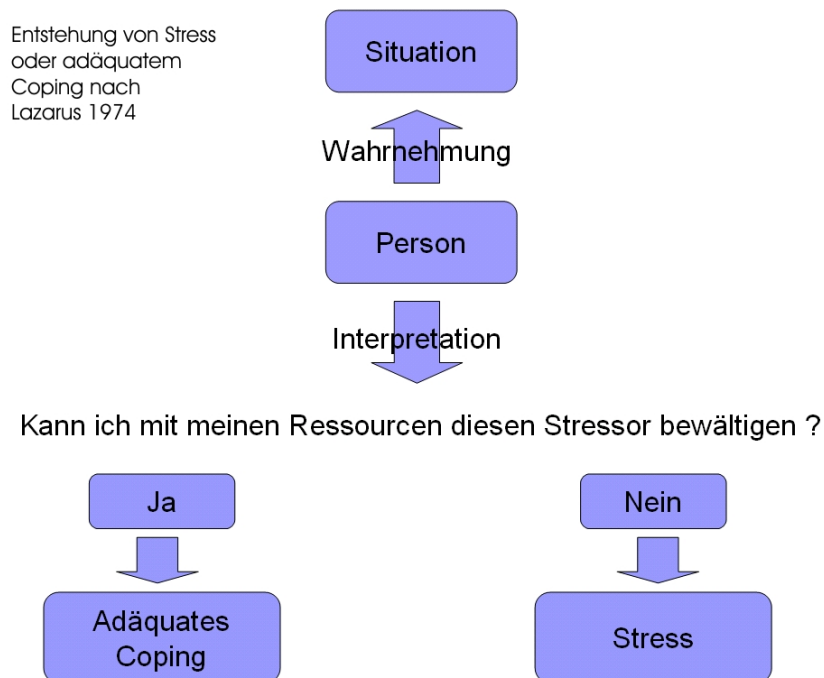 Entstehung von Stress
oder adäquatem
Coping nach
Lazarus 1974
Situation
Wahrnehmung
Person
Interpretation
Kann ich mit meinen Ressourcen diesen Stressor bewältigen ?
Ja
Nein
Adäquates
Coping
Stress